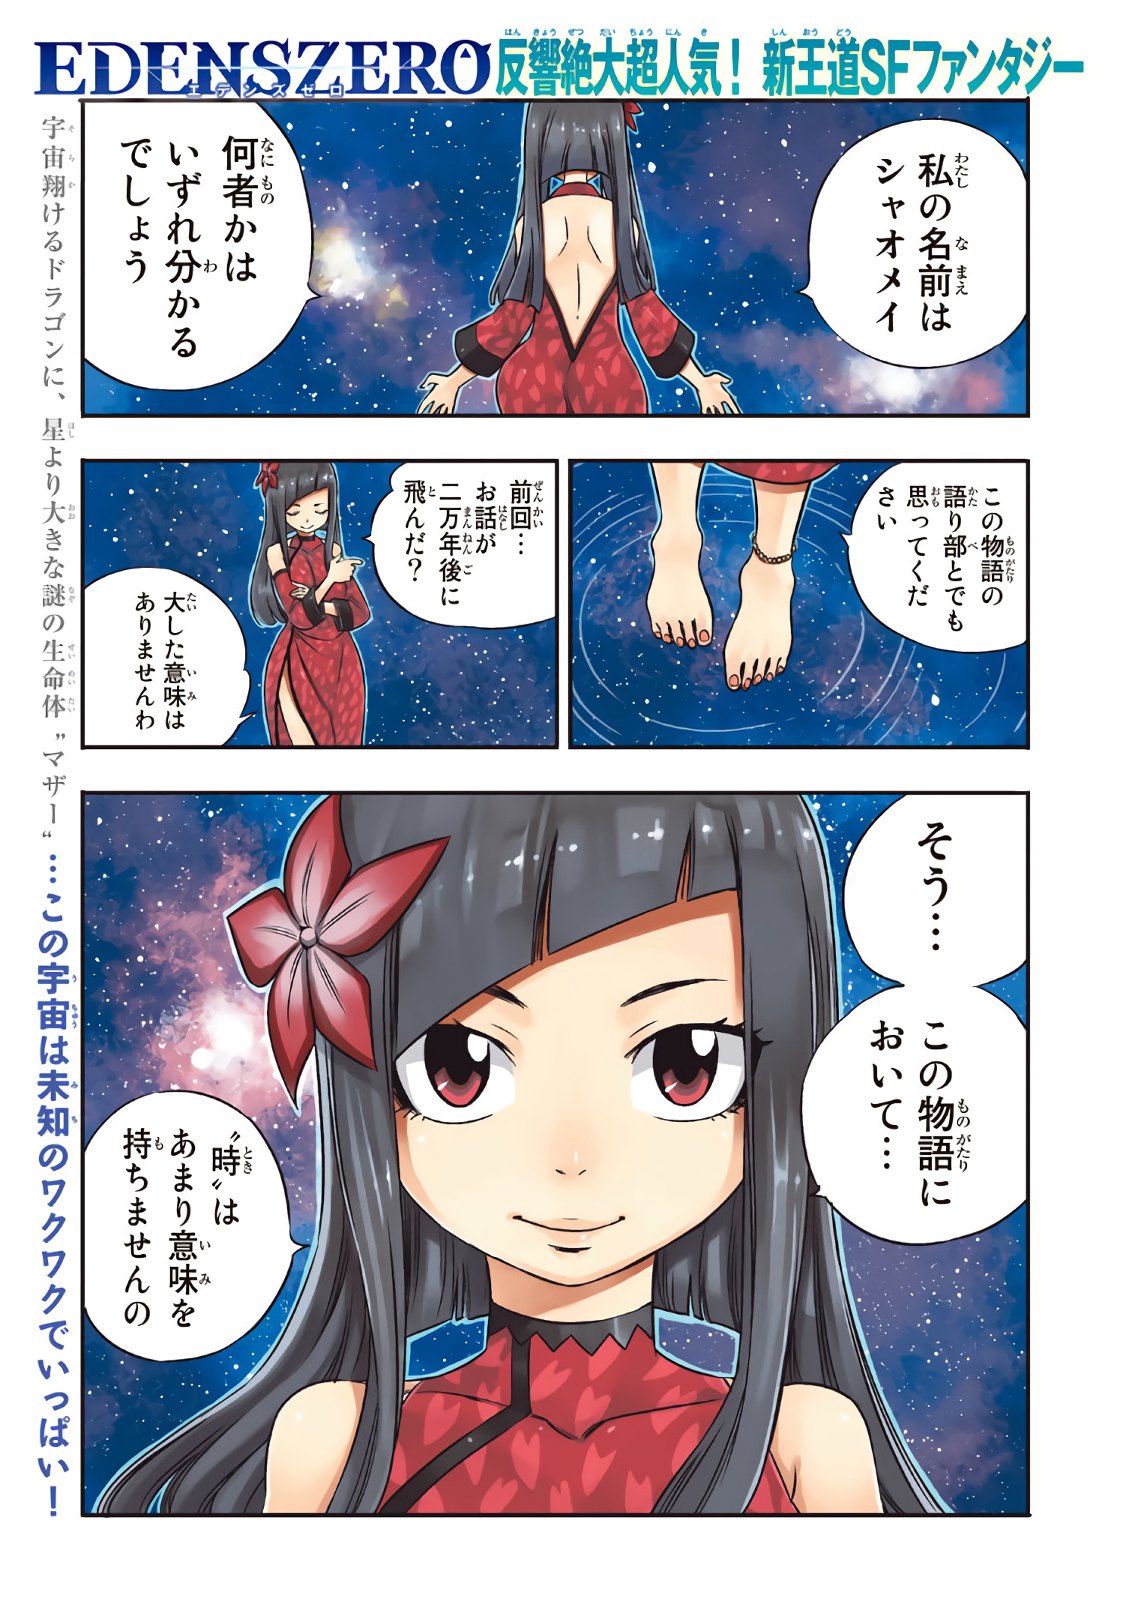 EDENSZERO
エデンズゼロ
反響絶大超人気！ 新王道SFファンタジー
私の名前は
シャオメイ
何者かは
いずれ分かる
でしょう
この物語の
語り部とでも
思ってくだ
さい
前回…
お話が
二万年後に
飛んだ？
大した意味は
ありませんわ
そう…
この物語に
おいて…
〝時〟は
あまり意味を
持ちませんの
宇宙翔けるドラゴンに、星より大きな謎の生命体〝マザー〟…この宇宙は未知のワクワクでいっぱい！